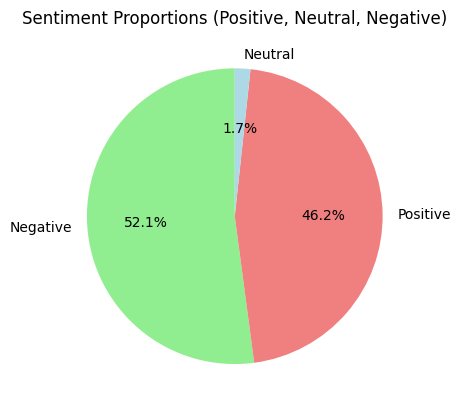 Sentiment Proportions (Positive, Neutral, Negative)
Neutral
1.7%
52.1%
46.2%
Positive
Negative